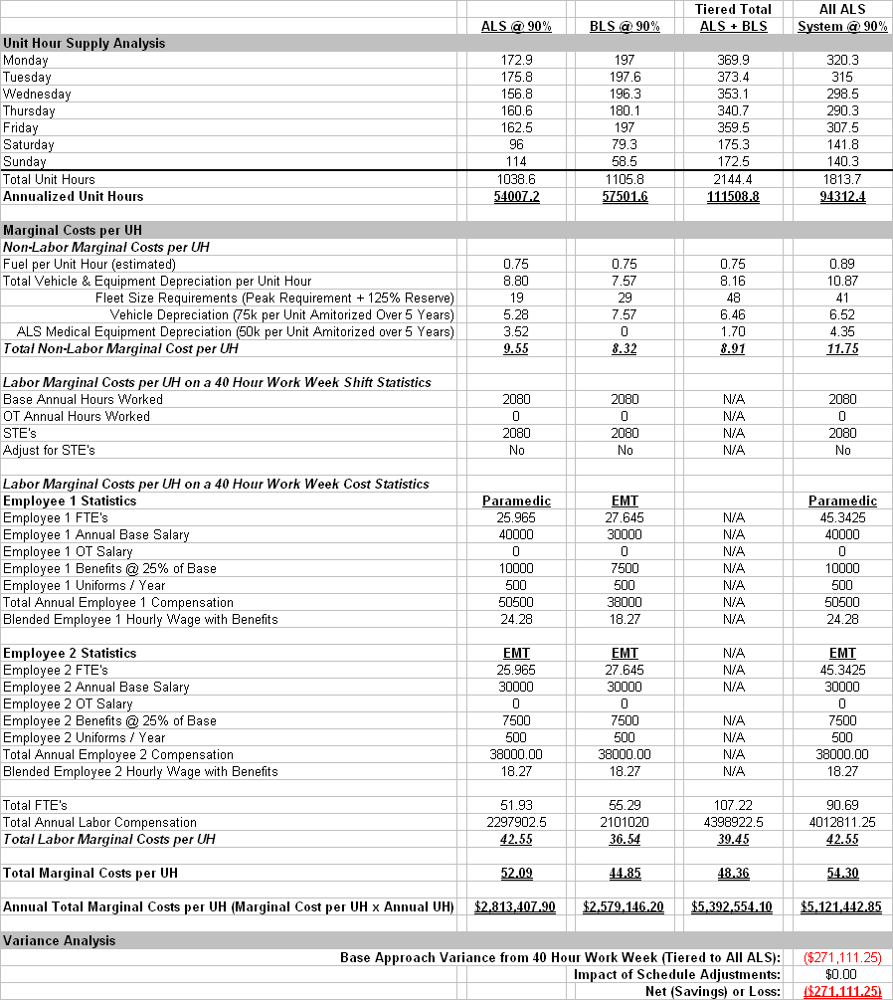 Tiered Total All ALS
ALS @ 90% BLS @ 90% ALS + BLS System @ 90%
Unit Hour Supply Analysis
Monday 172.9 197 369.9 320.3
Tuesday 175.8 197.6 373.4 315
Wednesday 156.8 196.3 353.1 298.5
Thursday 160.6 180.1 340.7 290.3
Friday 162.5 197 359.5 307.5
Saturday 96 79.3 175.3 141.8
Sunday 114 58.5 172.5 140.3
Total Unit Hours 1038.6 1105.8 2144.4 1813.7
Annualized Unit Hours 54007.2 57501.6 111508.8 94312.4
Marginal Costs per UH
Non-Labor Marginal Costs per UH
Fuel per Unit Hour (estimated) 0.75 0.75 0.75 0.89
Total Vehicle & Equipment Depreciation per Unit Hour 8.80 7.57 8.16 10.87
Fleet Size Requirements (Peak Requirement + 125% Reserve) 19 29 48 41
Vehicle Depreciation (75k per Unit Amitorized Over 5 Years) 5.28 7.57 6.46 6.52
ALS Medical Equipment Depreciation (50k per Unit Amitorized over 5 Years) 3.52 0 1.70 4.35
Total Non-Labor Marginal Cost per UH 9.55 8.32 8.91 11.75
Labor Marginal Costs per UH on a 40 Hour Work Week Shift Statistics
Base Annual Hours Worked 2080 2080 N/A 2080
OT Annual Hours Worked 0 0 N/A 0
STE's 2080 2080 N/A 2080
Adjust for STE's No No N/A No
Labor Marginal Costs per UH on a 40 Hour Work Week Cost Statistics
Employee 1 Statistics Paramedic EMT Paramedic
Employee 1 FTE's 25.965 27.645 N/A 45.3425
Employee 1 Annual Base Salary 40000 30000 N/A 40000
Employee 1 OT Salary 0 0 N/A 0
Employee 1 Benefits @ 25% of Base 10000 7500 N/A 10000
Employee 1 Uniforms / Year 500 500 N/A 500
Total Annual Employee 1 Compensation 50500 38000 N/A 50500
Blended Employee 1 Hourly Wage with Benefits 24.28 18.27 N/A 24.28
Employee 2 Statistics EMT EMT N/A EMT
Employee 2 FTE's 25.965 27.645 N/A 45.3425
Employee 2 Annual Base Salary 30000 30000 N/A 30000
Employee 2 OT Salary 0 0 0
Employee 2 Benefits @ 25% of Base 7500 7500 N/A 7500
Employee 2 Uniforms / Year 500 500 N/A 500
Total Annual Employee 2 Compensation 38000.00 38000.00 N/A 38000.00
Blended Employee 2 Hourly Wage with Benefits 18.27 18.27 N/A 18.27
Total FTE's 51.93 55.29 107.22 90.69
Total Annual Labor Compensation 2297902.5 2101020 4398922.5 4012811.25
Total Labor Marginal Costs per UH 42.55 36.54 39.45 42.55
Total Marginal Costs per UH 52.09 44.85 48.36 54.30
Annual Total Marginal Costs per UH (Marginal Cost per UH x Annual UH) $2,813,407.90 $2,579,146.20 $5,392,554.10 $5,121,442.85
Variance Analysis
Base Approach Variance from 40 Hour Work Week (Tiered to All ALS): ($271,111.25)
Impact of Schedule Adjustments: $0.00
Net (Savings) or Loss: ($271,111.25)